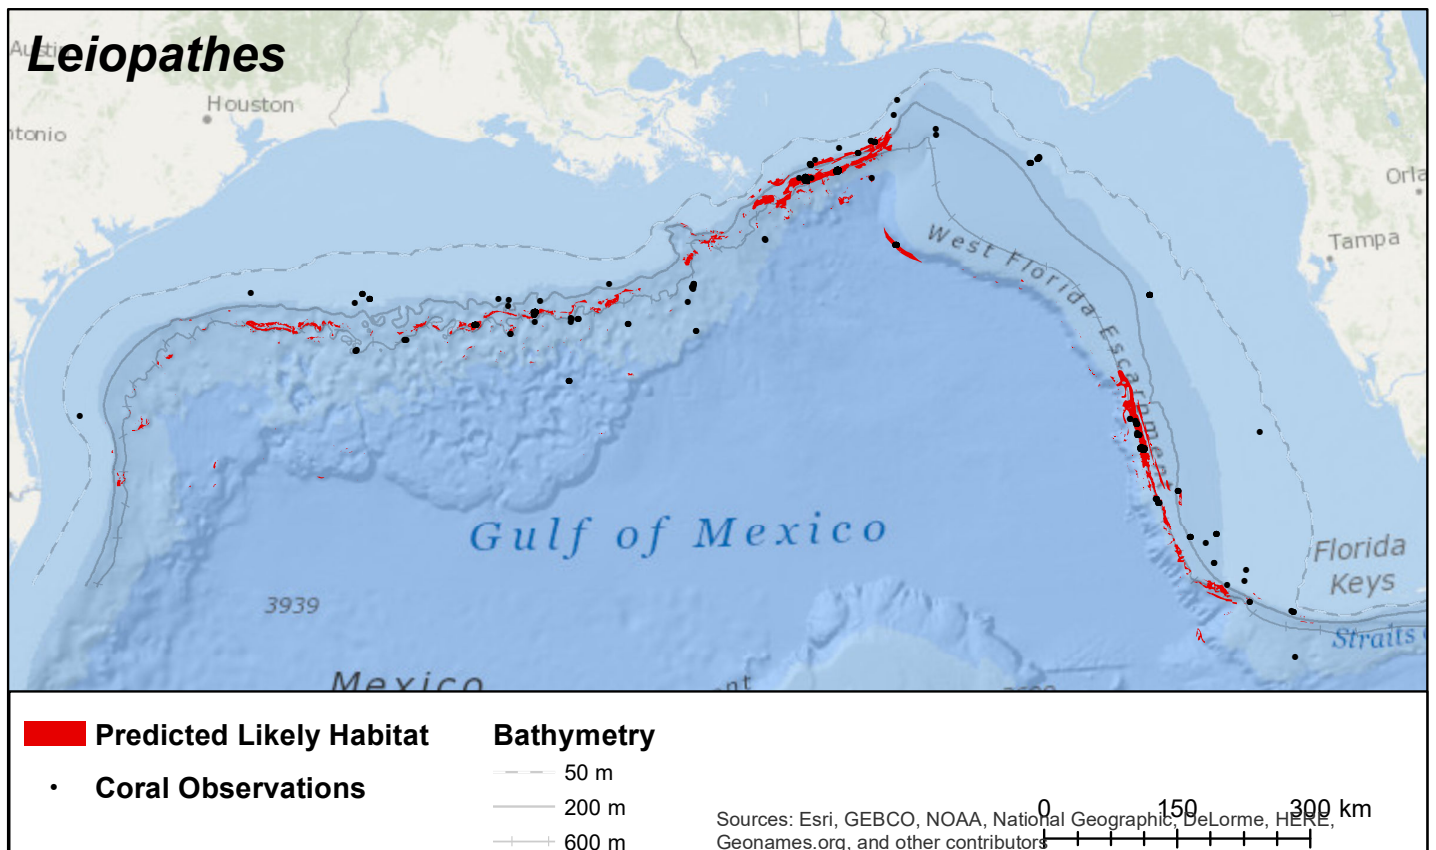 Leiopathes
Austin
Houston
ntonio
Orla
Tampa
West Florida Escarpment
Gulf of Mexico
Florida
Keys
3939
Straits
Mexico
Predicted Likely Habitat
Coral Observations
Bathymetry
50 m
200 m
600 m
Sources: Esri, GEBCO, NOAA, National Geographic, DeLorme, HERE,
Geonames.org, and other contributors
0 150 300 km